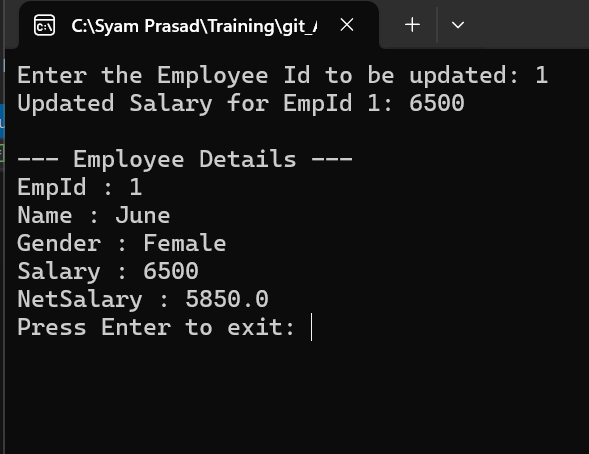 C:\Syam Prasad\Training\git_
Enter the Employee Id to be updated: 1
Updated Salary for EmpId 1: 6500
--- Employee Details ---
EmpId : 1
Name : June
Gender : Female
Salary : 6500
NetSalary : 5850.0
Press Enter to exit: